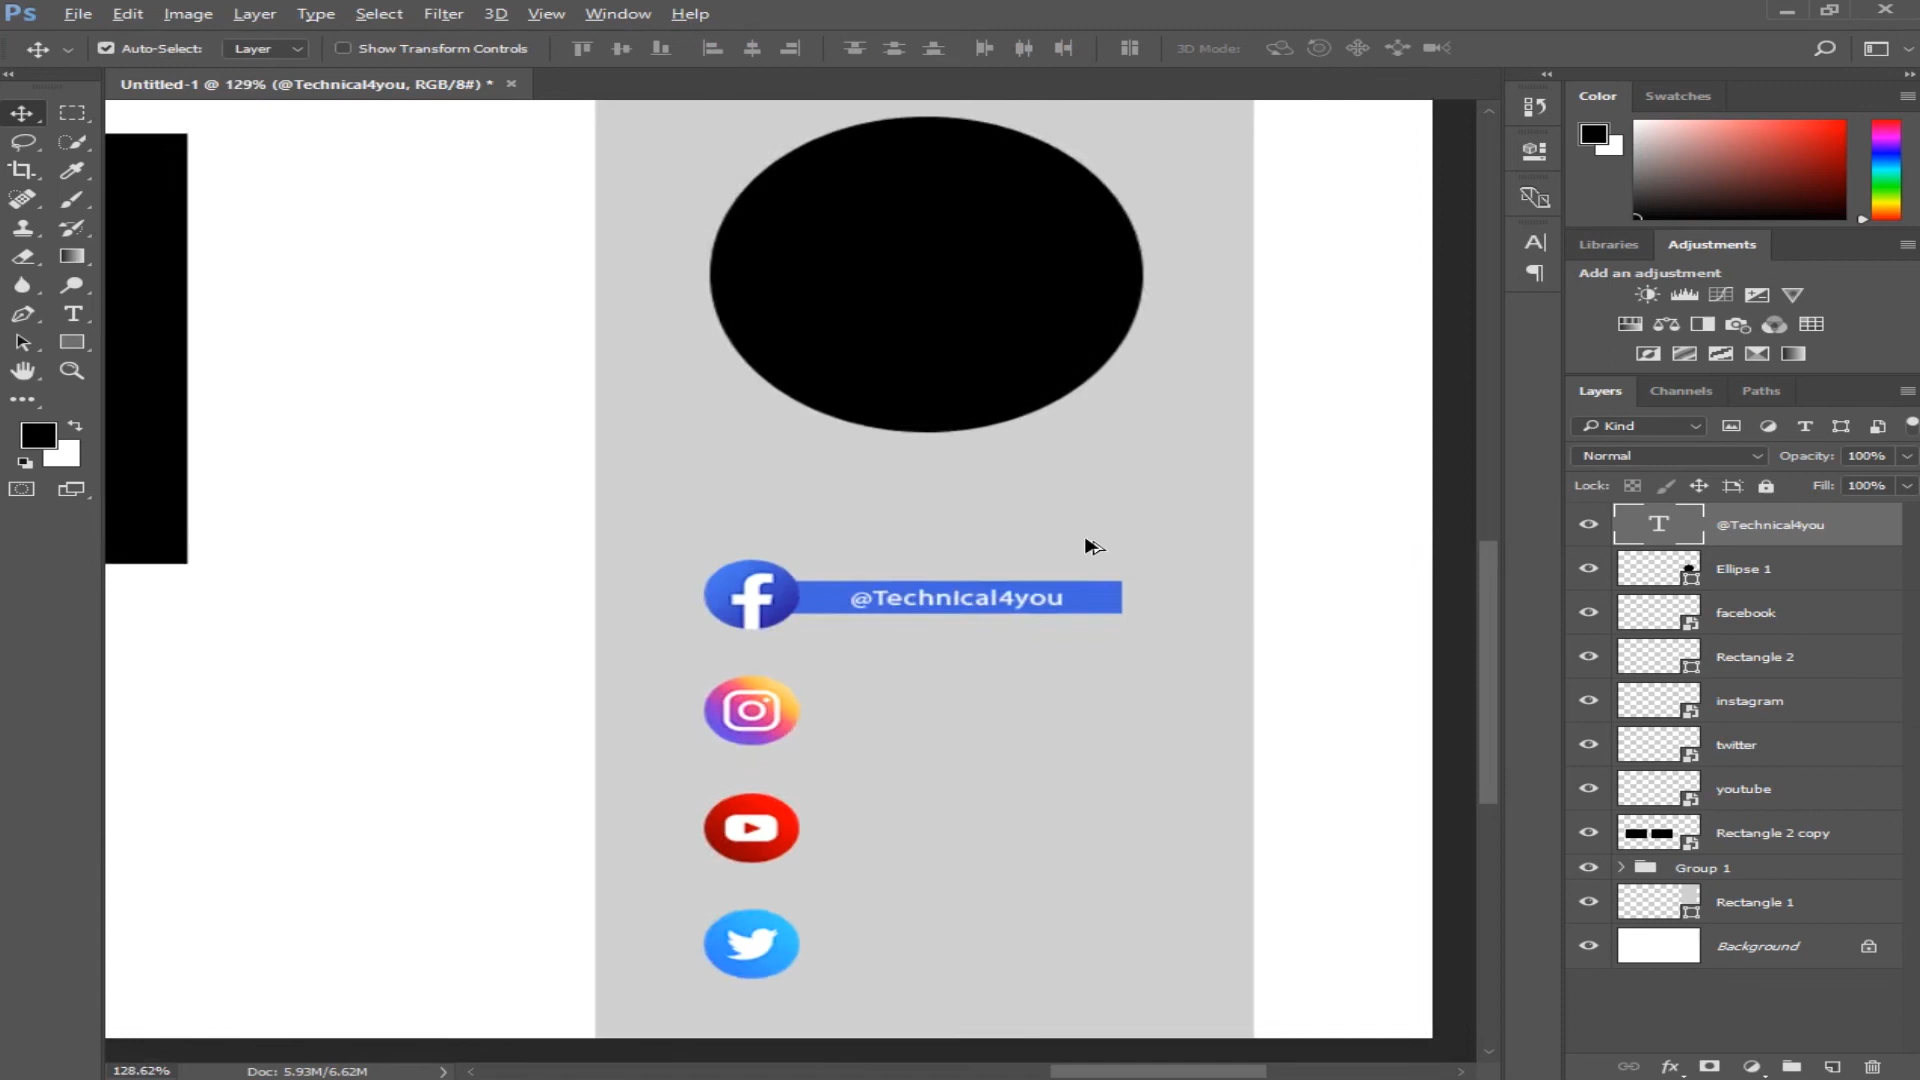 Ps File Edit Image Layer Type Select Filter 3D View Window Help
Auto-Select: Layer Show Transform Controls 3D Mode:
Untitled-1 @ 129% (@Technical4you, RGB/8#) *
Color Swatches
Libraries Adjustments
Add an adjustment
Layers Channels Paths
Kind
Normal Opacity: 100%
Lock: Fill: 100%
@Technical4you
Ellipse 1
facebook
Rectangle 2
instagram
twitter
youtube
Rectangle 2 copy
Group 1
Rectangle 1
Background
@TechnIcal4you
128.62% Doc: 5.93M/6.62M